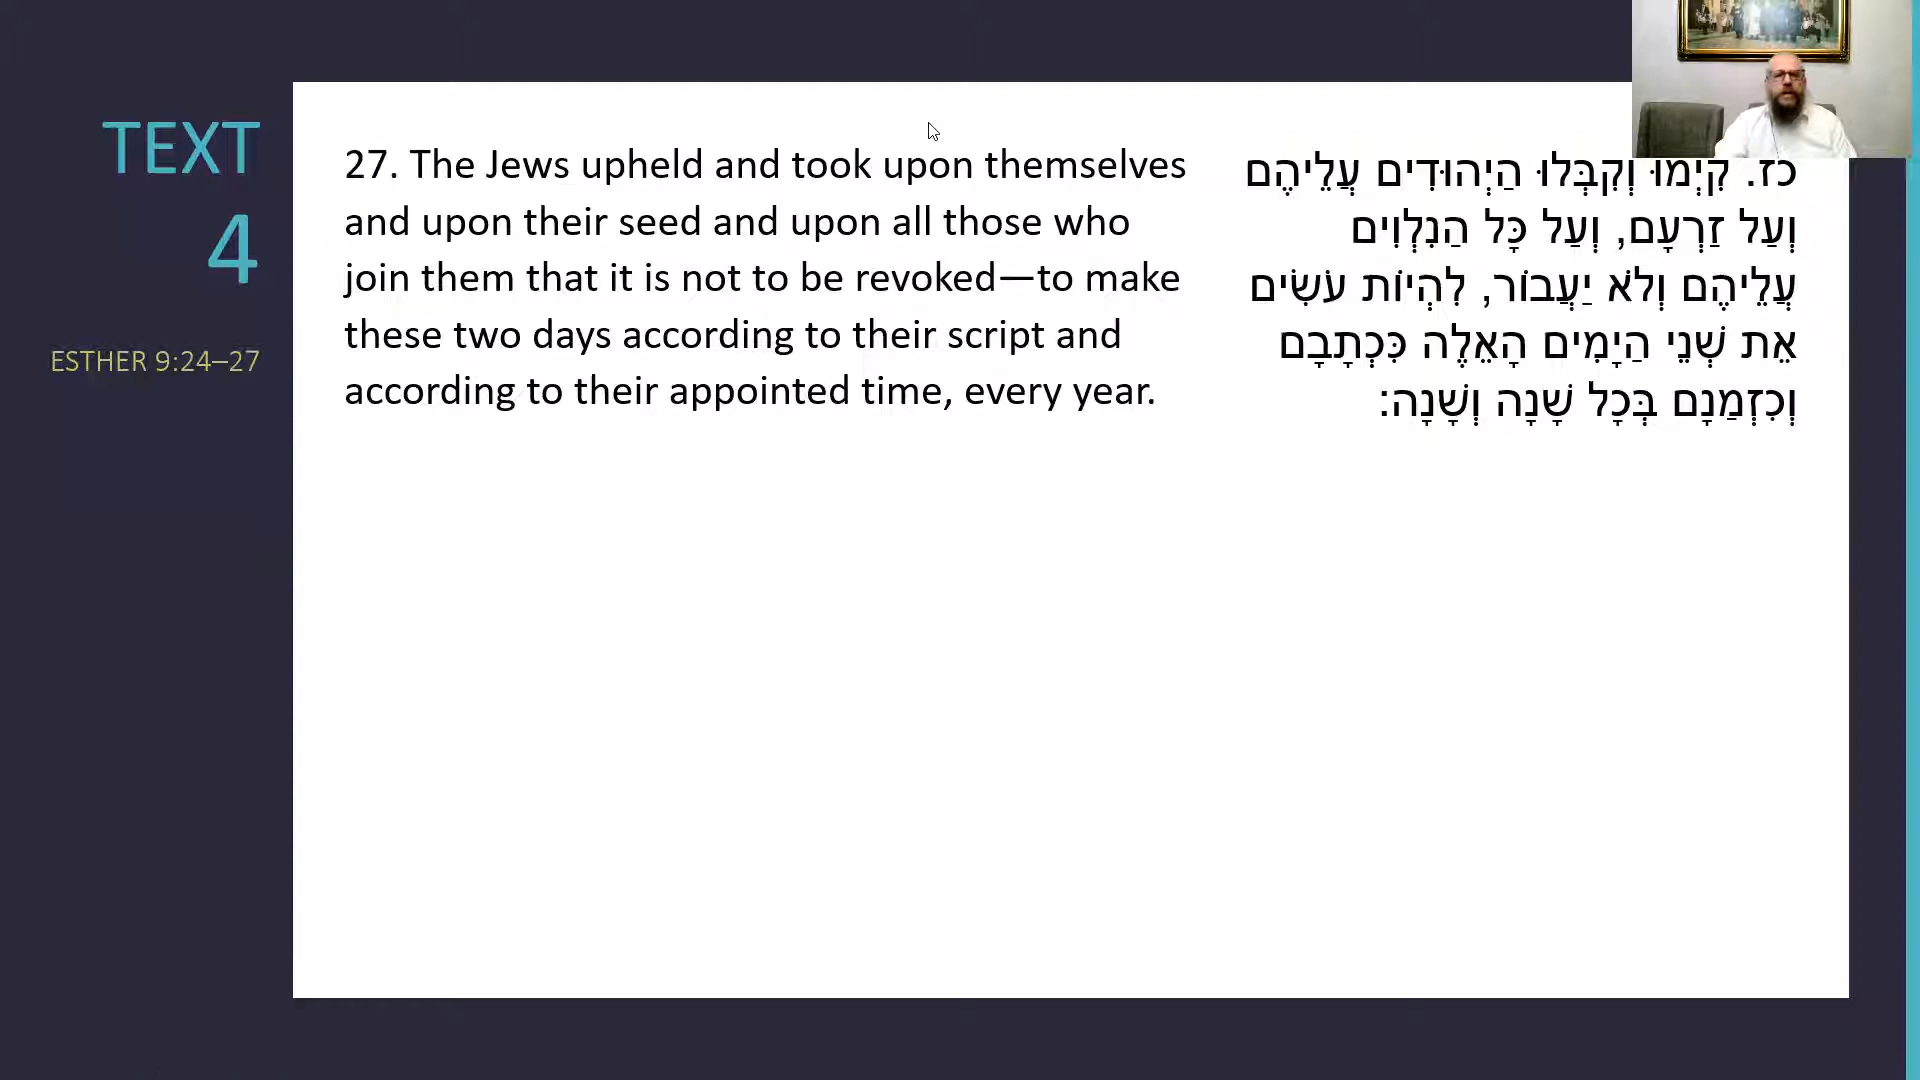 TEXT
4
ESTHER 9:24–27
27. The Jews upheld and took upon themselves
and upon their seed and upon all those who
join them that it is not to be revoked—to make
these two days according to their script and
according to their appointed time, every year.
כז. קִיְּמוּ וְקִבְּלוּ הַיְהוּדִים עֲלֵיהֶם
וְעַל זַרְעָם, וְעַל כָּל הַנִלְוִים
עֲלֵיהֶם וְלֹא יַעֲבוֹר, לִהְיוֹת עֹשִׂים
אֵת שְׁנֵי הַיָמִים הָאֵלֶה כִּכְתָבָם
וְכִזְמַנָם בְּכָל שָׁנָה וְשָׁנָה: